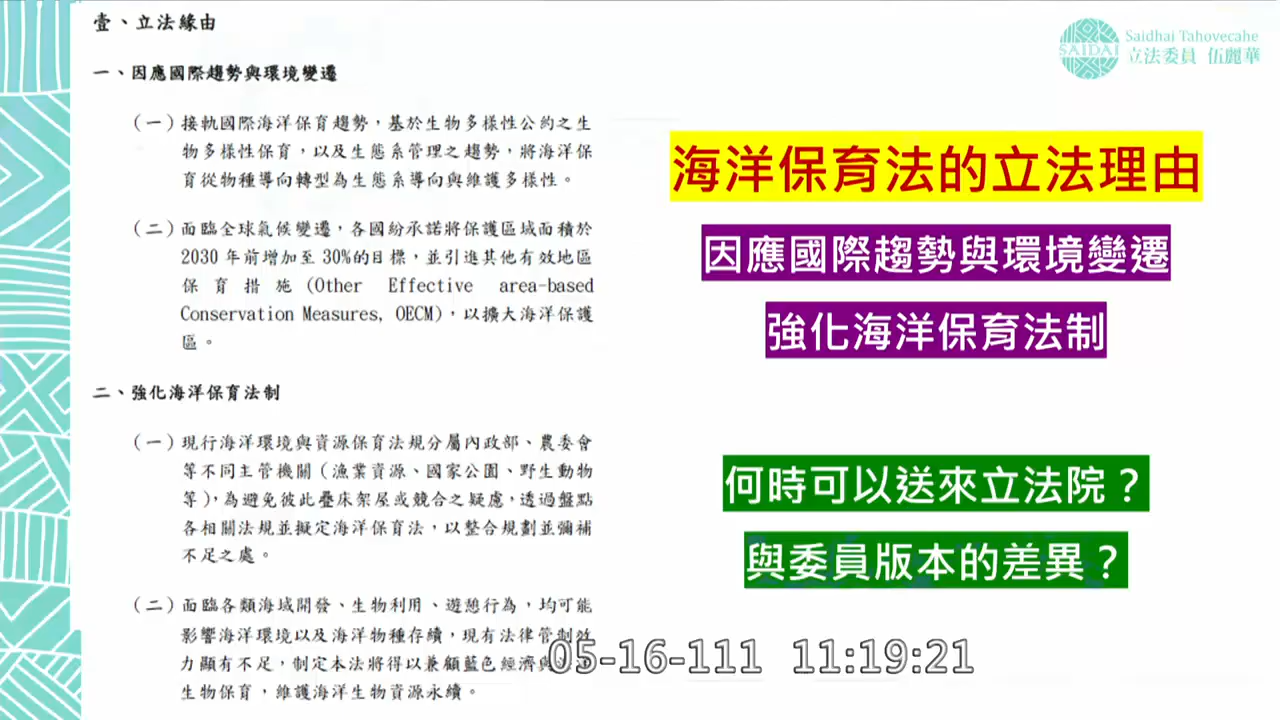 壹、立法緣由
一、因應國際趨勢與環境變遷
（一）接軌國際海洋保育趨勢，基於生物多樣性公約之生
物多樣性保育，以及生態系管理之趨勢，將海洋保
育從物種導向轉型為生態系導向與維護多樣性。
（二）面臨全球氣候變遷，各國紛承諾將保護區域面積於
2030 年前增加至 30%的目標，並引進其他有效地區
保育措施(Other Effective area-based
Conservation Measures, OECM)，以擴大海洋保護
區。
二、強化海洋保育法制
（一）現行海洋環境與資源保育法規分屬內政部、農委會
等不同主管機關（漁業資源、國家公園、野生動物
等），為避免彼此疊床架屋或競合之疑慮，透過盤點
各相關法規並擬定海洋保育法，以整合規劃並彌補
不足之處。
（二）面臨各類海域開發、生物利用、遊憩行為，均可能
影響海洋環境以及海洋物種存續，現有法律管制效
力顯有不足，制定本法將得以兼顧藍色經濟與
生物保育，維護海洋生物資源永續。
SAIDAI
Saidhai Tahovecahe
立法委員 伍麗華
海洋保育法的立法理由
因應國際趨勢與環境變遷
強化海洋保育法制
何時可以送來立法院？
與委員版本的差異？
05-16-111 11:19:21